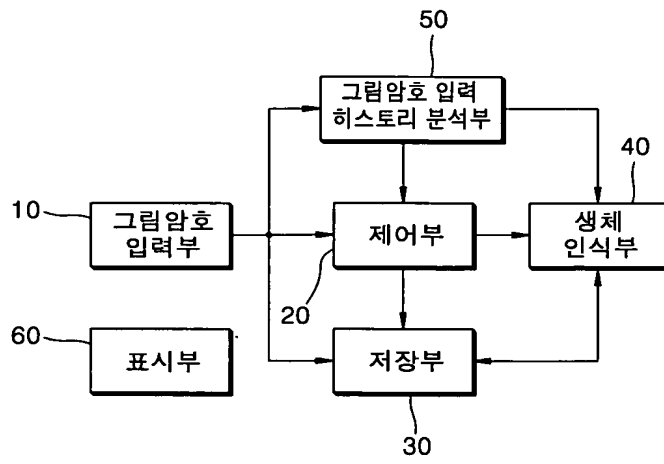 50
그림암호 입력
히스토리 분석부
40
10
그림암호
입력부
제어부
생체
인식부
20
60
표시부
저장부
30